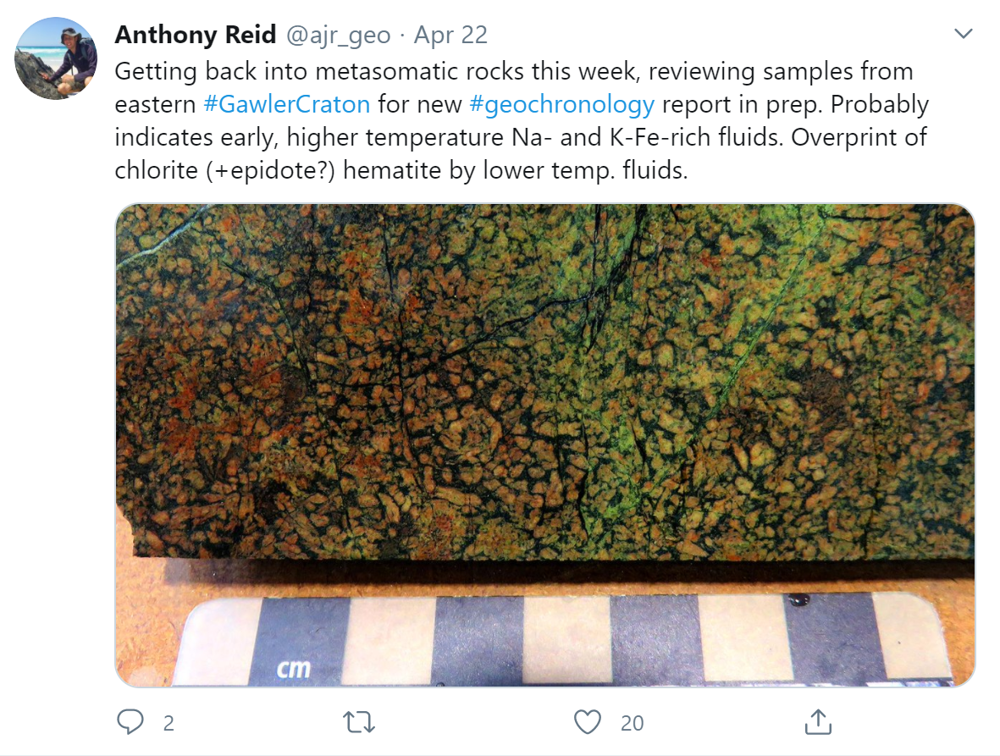 Anthony Reid @ajr_geo · Apr 22
Getting back into metasomatic rocks this week, reviewing samples from
eastern #GawlerCraton for new #geochronology report in prep. Probably
indicates early, higher temperature Na- and K-Fe-rich fluids. Overprint of
chlorite (+epidote?) hematite by lower temp. fluids.
cm
2
20